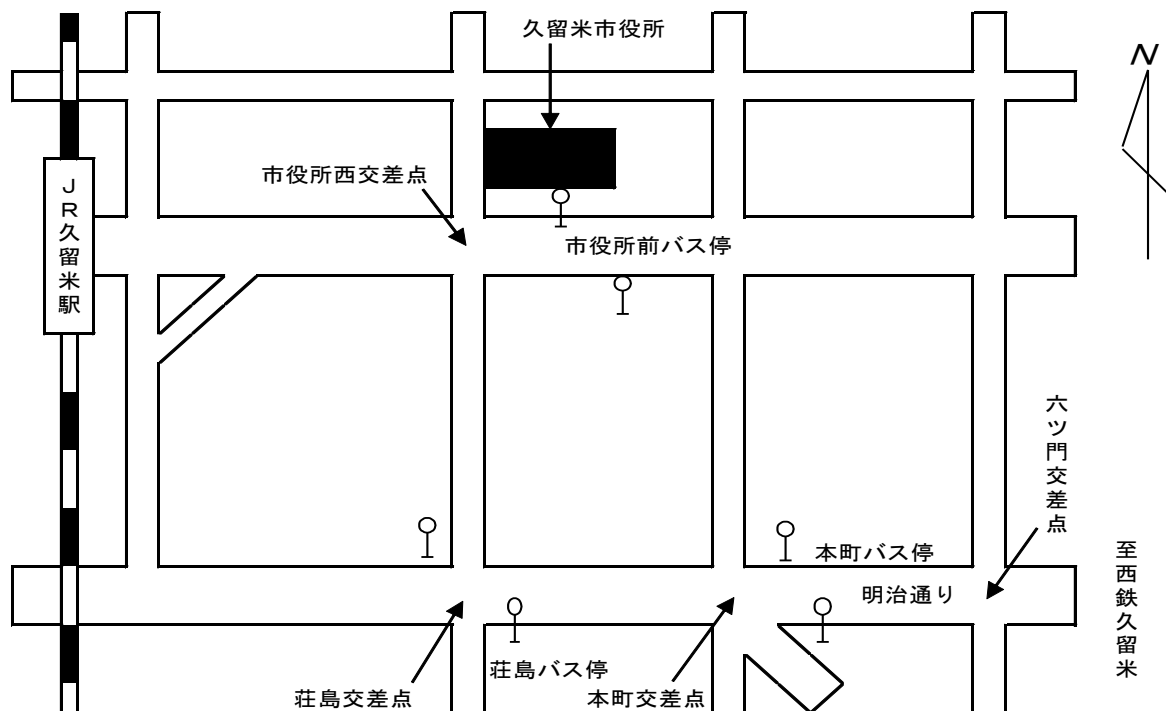 久留米市役所
N
市役所西交差点
JR久留米駅
市役所前バス停
六ツ門交差点
本町バス停
至西鉄久留米
明治通り
荘島バス停
荘島交差点
本町交差点